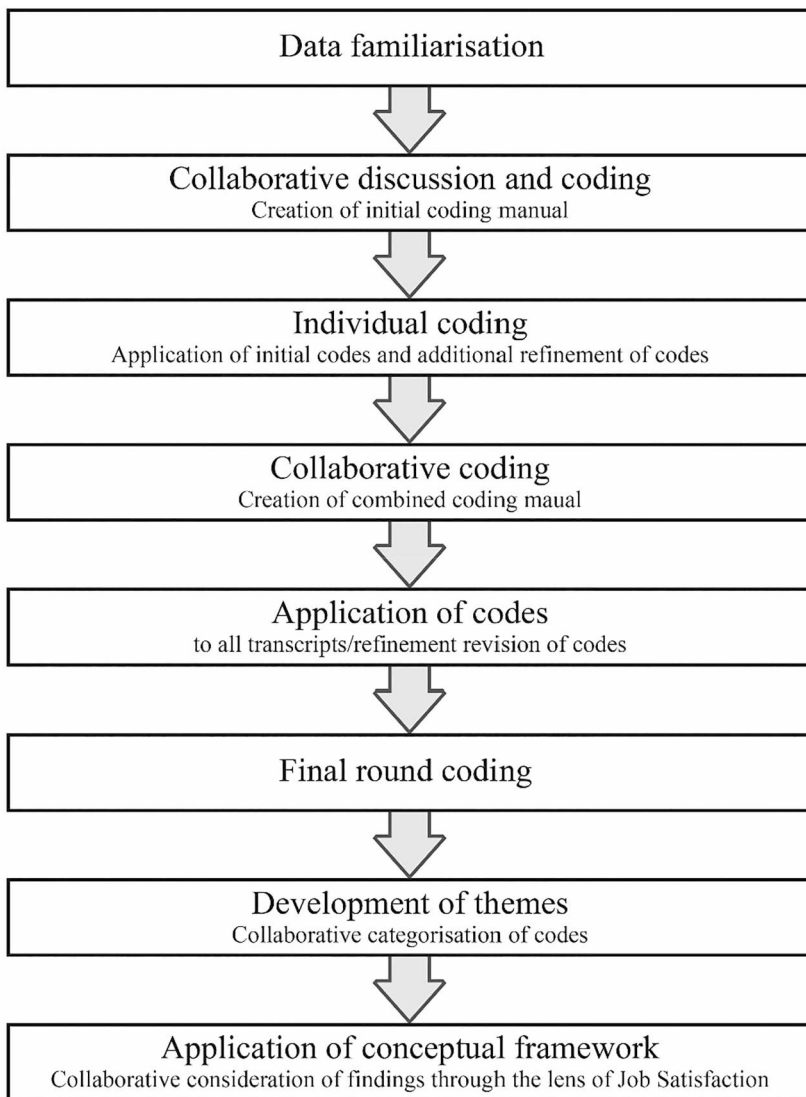 Data familiarisation
Collaborative discussion and coding
Creation of initial coding manual
Individual coding
Application of initial codes and additional refinement of codes
Collaborative coding
Creation of combined coding maual
Application of codes
to all transcripts/refinement revision of codes
Final round coding
Development of themes
Collaborative categorisation of codes
Application of conceptual framework
Collaborative consideration of findings through the lens of Job Satisfaction